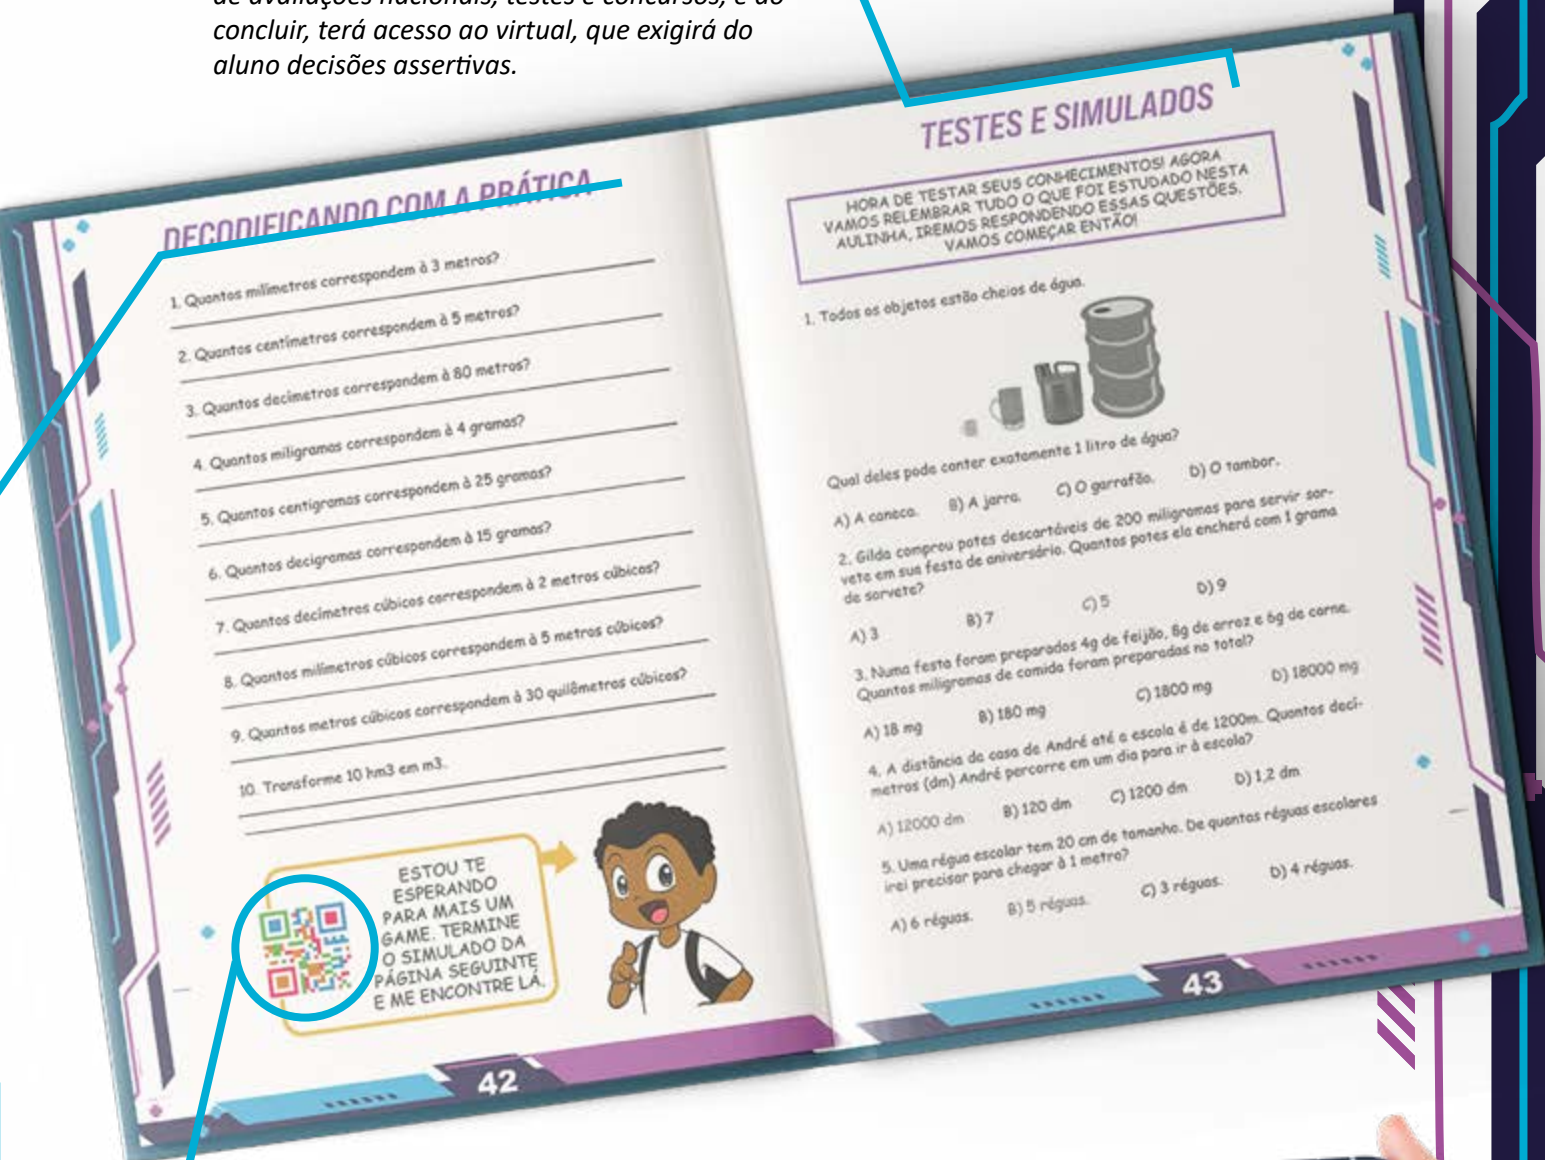 concluir, terá acesso ao virtual, que exigirá do
aluno decisões assertivas.
DECODIFICANDO COM A PRÁTICA
1. Quantos milímetros correspondem à 3 metros?
2. Quantos centímetros correspondem à 5 metros?
3. Quantos decímetros correspondem à 80 metros?
4. Quantos miligramas correspondem à 4 gramas?
5. Quantos centigramas correspondem à 25 gramas?
6. Quantos decigramas correspondem à 15 gramas?
7. Quantos decímetros cúbicos correspondem à 2 metros cúbicos?
8. Quantos milímetros cúbicos correspondem à 5 metros cúbicos?
9. Quantos metros cúbicos correspondem à 30 quilômetros cúbicos?
10. Transforme 10 hm3 em m3.
ESTOU TE
ESPERANDO
PARA MAIS UM
GAME. TERMINE
O SIMULADO DA
PÁGINA SEGUINTE
E ME ENCONTRE LÁ.
42
TESTES E SIMULADOS
HORA DE TESTAR SEUS CONHECIMENTOS! AGORA
VAMOS RELEMBRAR TUDO O QUE FOI ESTUDADO NESTA
AULINHA, IREMOS RESPONDENDO ESSAS QUESTÕES.
VAMOS COMEÇAR ENTÃO!
1. Todos os objetos estão cheios de água.
Qual deles pode conter exatamente 1 litro de água?
A) A caneca. B) A jarra. C) O garrafão. D) O tambor.
2. Gilda comprou potes descartáveis de 200 miligramas para servir sor-
vete em sua festa de aniversário. Quantos potes ela encherá com 1 grama
de sorvete?
A) 3 B) 7 C) 5 D) 9
3. Numa festa foram preparados 4g de feijão, 8g de arroz e 6g de carne.
Quantos miligramas de comida foram preparadas no total?
A) 18 mg B) 180 mg C) 1800 mg D) 18000 mg
4. A distância da casa de André até a escola é de 1200m. Quantos decí-
metros (dm) André percorre em um dia para ir à escola?
A) 12000 dm B) 120 dm C) 1200 dm D) 1,2 dm
5. Uma régua escolar tem 20 cm de tamanho. De quantas réguas escolares
irei precisar para chegar à 1 metro?
A) 6 réguas. B) 5 réguas. C) 3 réguas. D) 4 réguas.
43